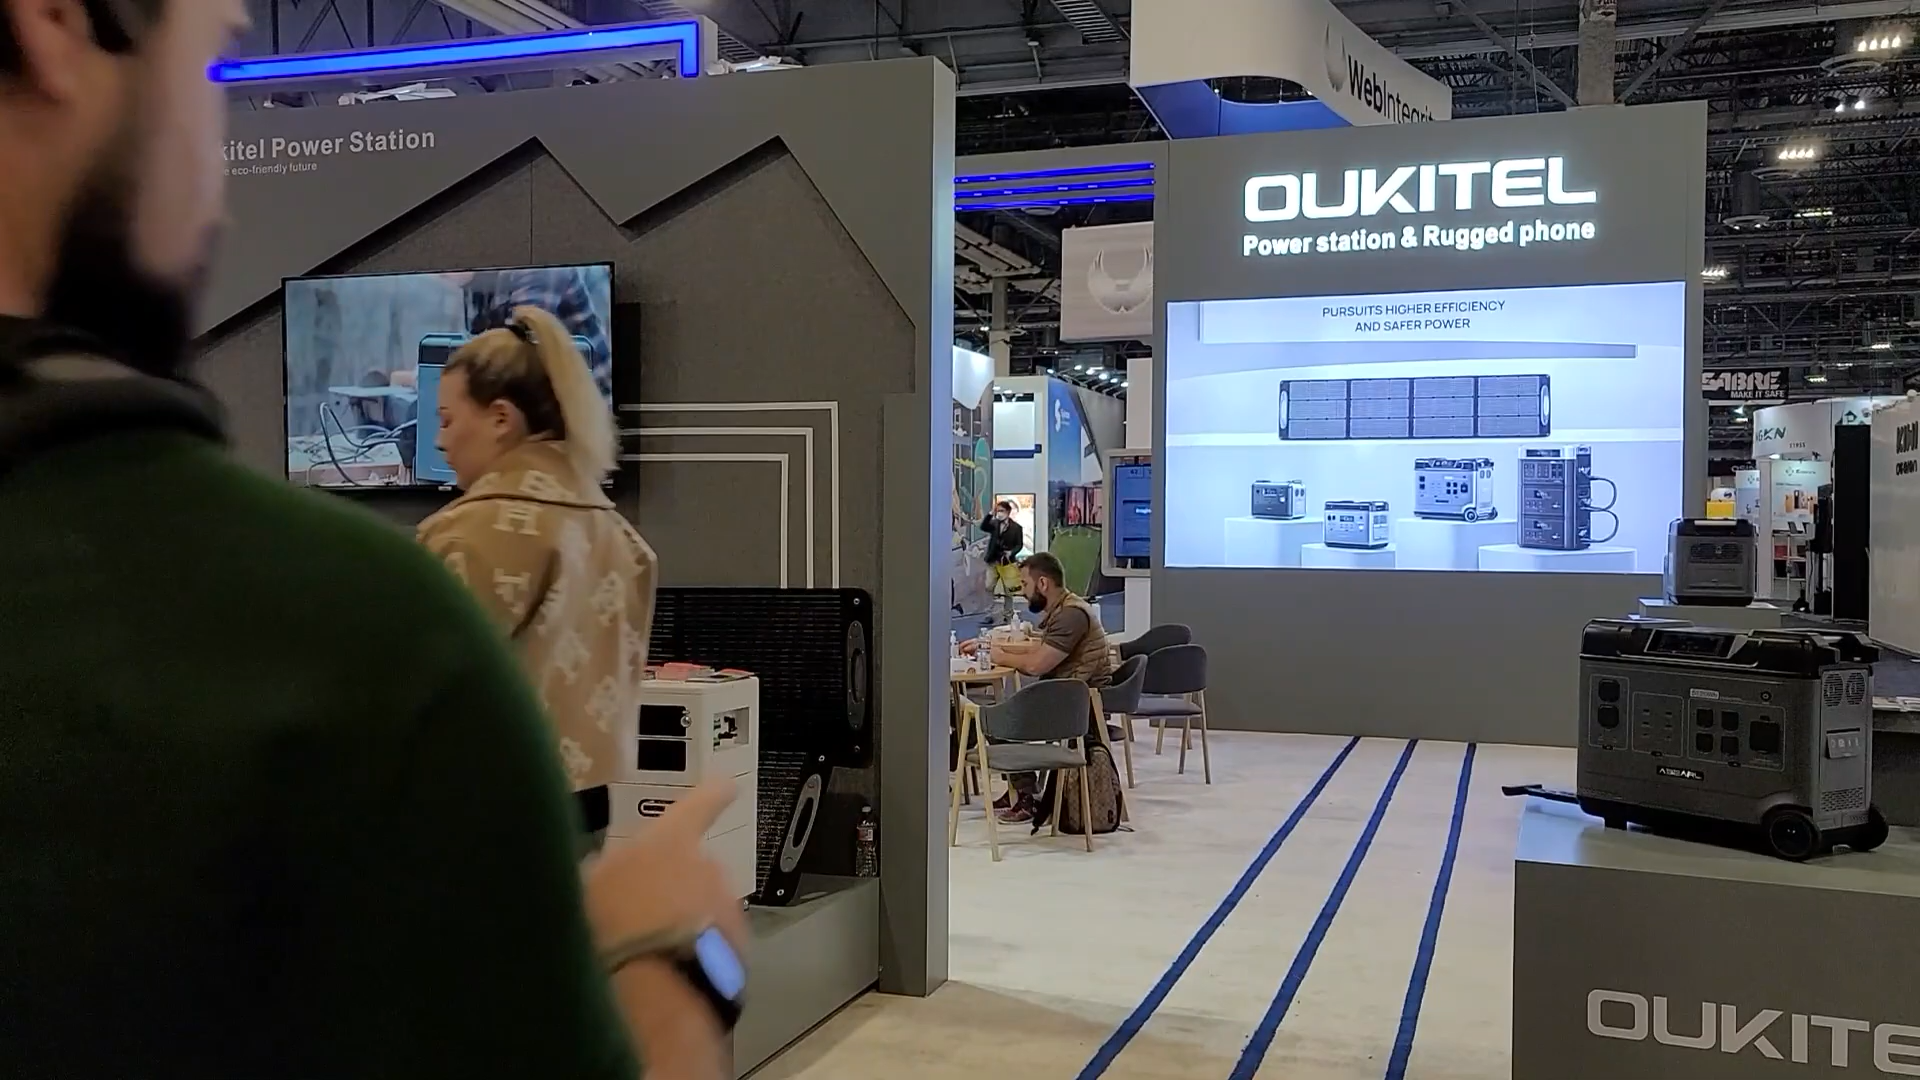 kitel Power Station
eco-friendly future
WebIntegrit
OUKITEL
Power station & Rugged phone
PURSUITS HIGHER EFFICIENCY
AND SAFER POWER
SABRE
MAKE IT SAFE
OUKITE